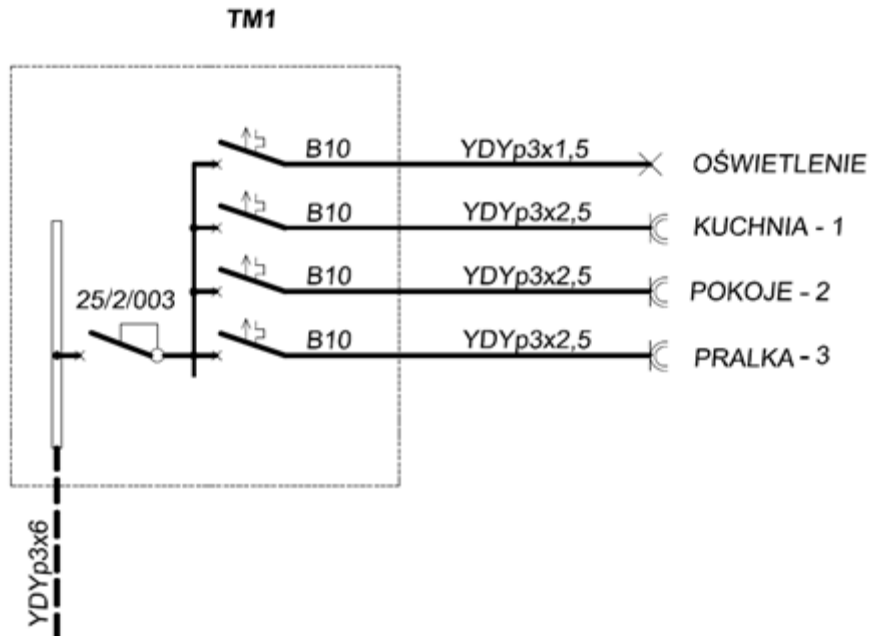 TM1
B10 YDYp3x1,5 OŚWIETLENIE
B10 YDYp3x2,5 KUCHNIA - 1
B10 YDYp3x2,5 POKOJE - 2
25/2/003
B10 YDYp3x2,5 PRALKA - 3
YDYp3x6